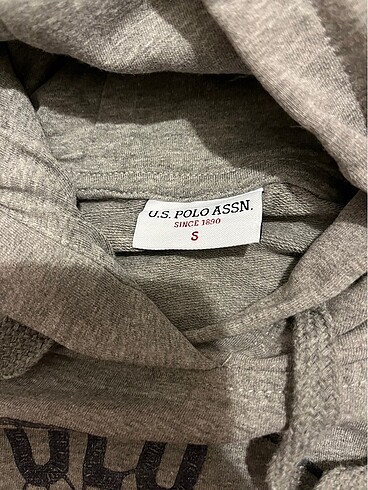 U.S. POLO ASSN.
SINCE 1890
S